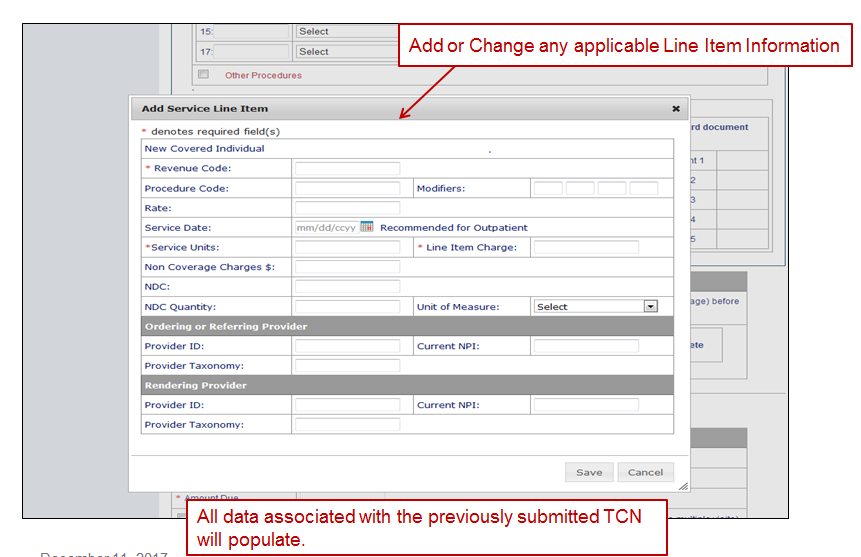 15: Select
17: Select
Add or Change any applicable Line Item Information
Other Procedures
Add Service Line Item
rd document
* denotes required field(s)
New Covered Individual
nt 1
* Revenue Code:
2
Procedure Code: Modifiers:
3
Rate:
4
Service Date: mm/dd/ccyy Recommended for Outpatient
5
*Service Units: * Line Item Charge:
Non Coverage Charges $:
NDC:
NDC Quantity: Unit of Measure: Select
age) before
Ordering or Referring Provider
Provider ID: Current NPI:
ete
Provider Taxonomy:
Rendering Provider
Provider ID: Current NPI:
Provider Taxonomy:
Save Cancel
* Amount Due
All data associated with the previously submitted TCN
will populate.
multiple visits)
December 11, 2017